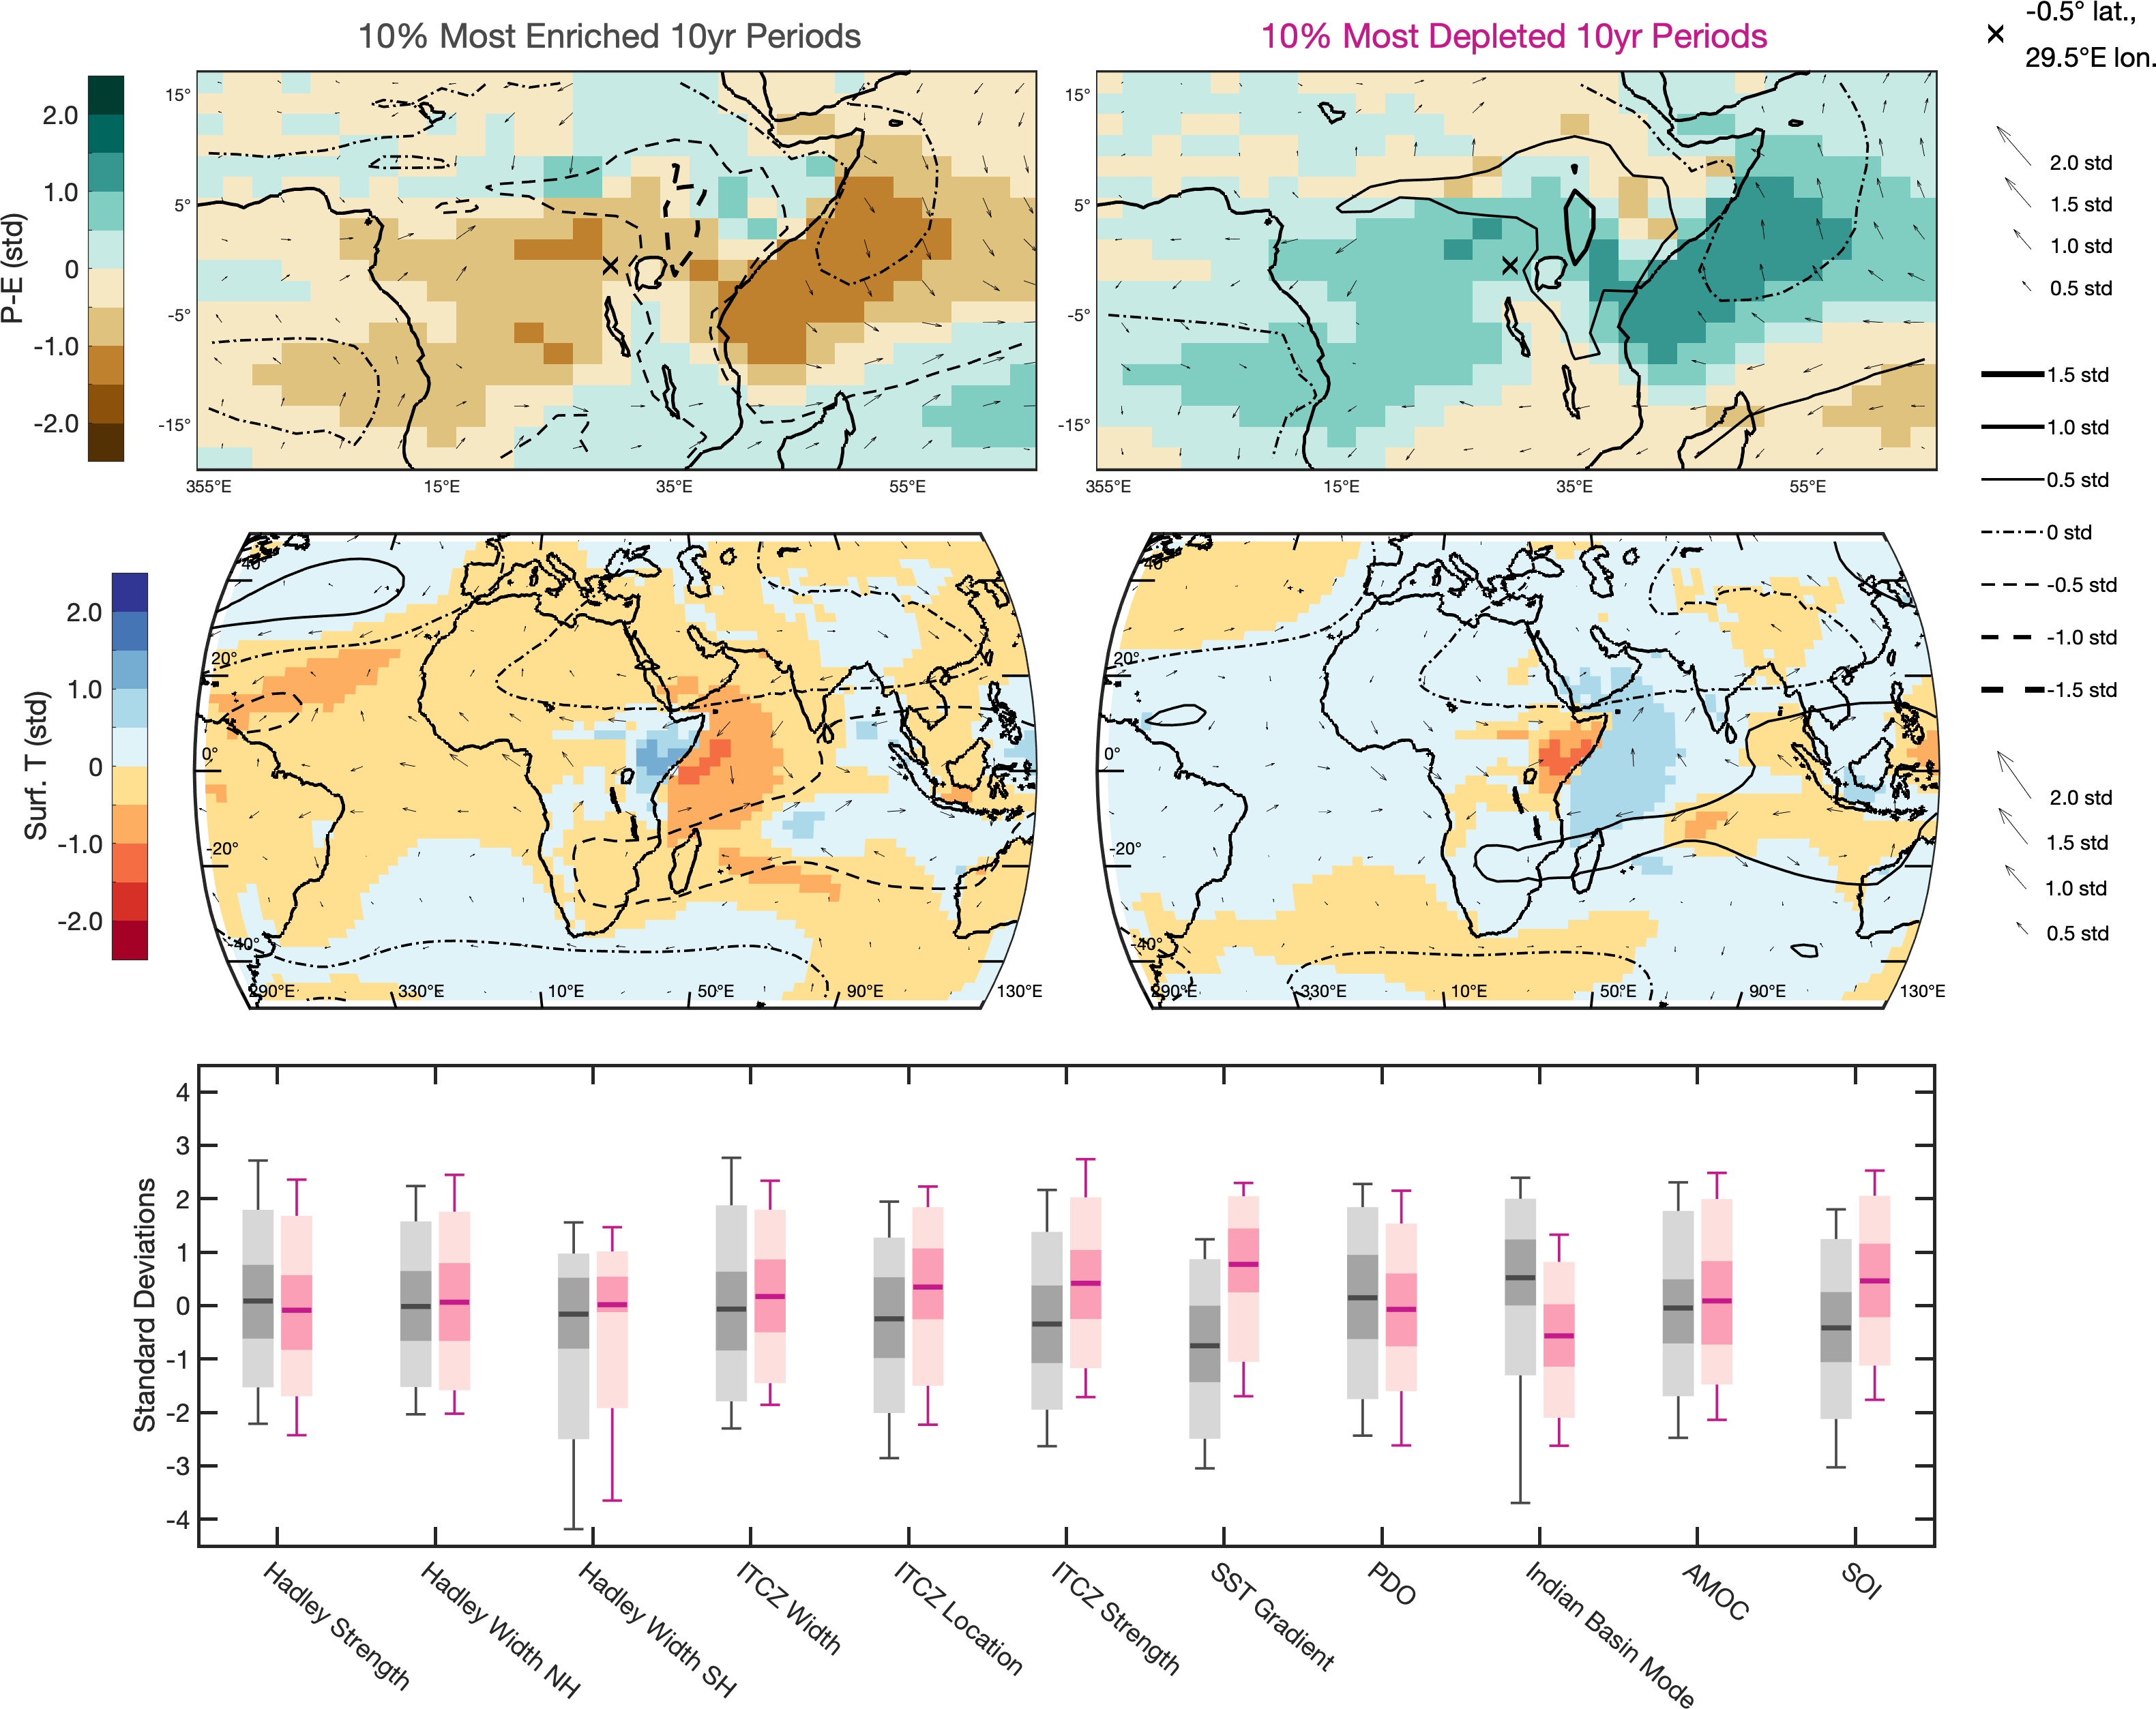 10% Most Enriched 10yr Periods
10% Most Depleted 10yr Periods
-0.5° lat.,
29.5°E lon.
P-E (std)
2.0
1.0
0
-1.0
-2.0
15°
5°
-5°
-15°
355°E
15°E
35°E
55°E
15°
5°
-5°
-15°
355°E
15°E
35°E
55°E
2.0 std
1.5 std
1.0 std
0.5 std
1.5 std
1.0 std
0.5 std
0 std
-0.5 std
-1.0 std
-1.5 std
Surf. T (std)
2.0
1.0
0
-1.0
-2.0
40°
20°
0°
-20°
-40°
290°E
330°E
10°E
50°E
90°E
130°E
40°
20°
0°
-20°
-40°
290°E
330°E
10°E
50°E
90°E
130°E
2.0 std
1.5 std
1.0 std
0.5 std
Standard Deviations
4
3
2
1
0
-1
-2
-3
-4
Hadley Strength
Hadley Width NH
Hadley Width SH
ITCZ Width
ITCZ Location
ITCZ Strength
SST Gradient
PDO
Indian Basin Mode
AMOC
SOI